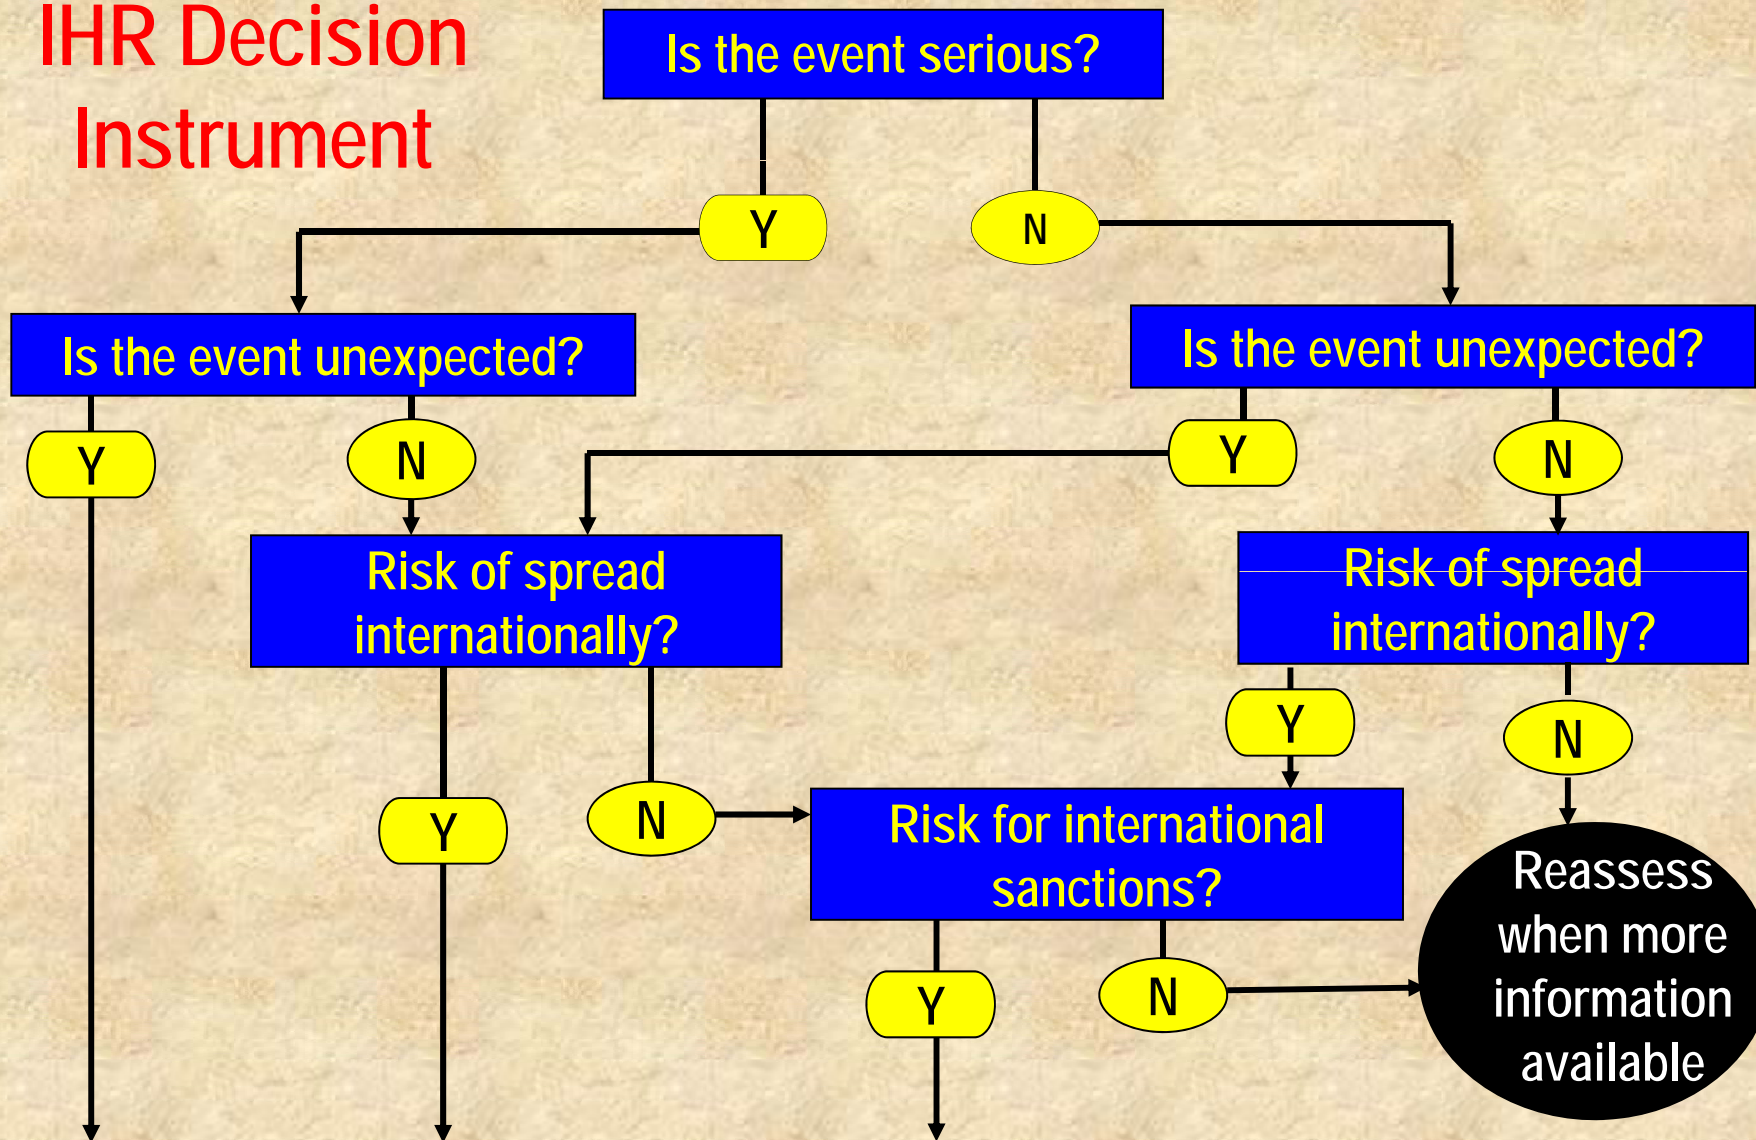 IHR Decision
Instrument
Is the event serious?
Y
N
Is the event unexpected?
Is the event unexpected?
Y
N
Y
N
Risk of spread
internationally?
Risk of spread
internationally?
Y
N
Y
N
Risk for international
sanctions?
Reassess
when more
information
available
Y
N